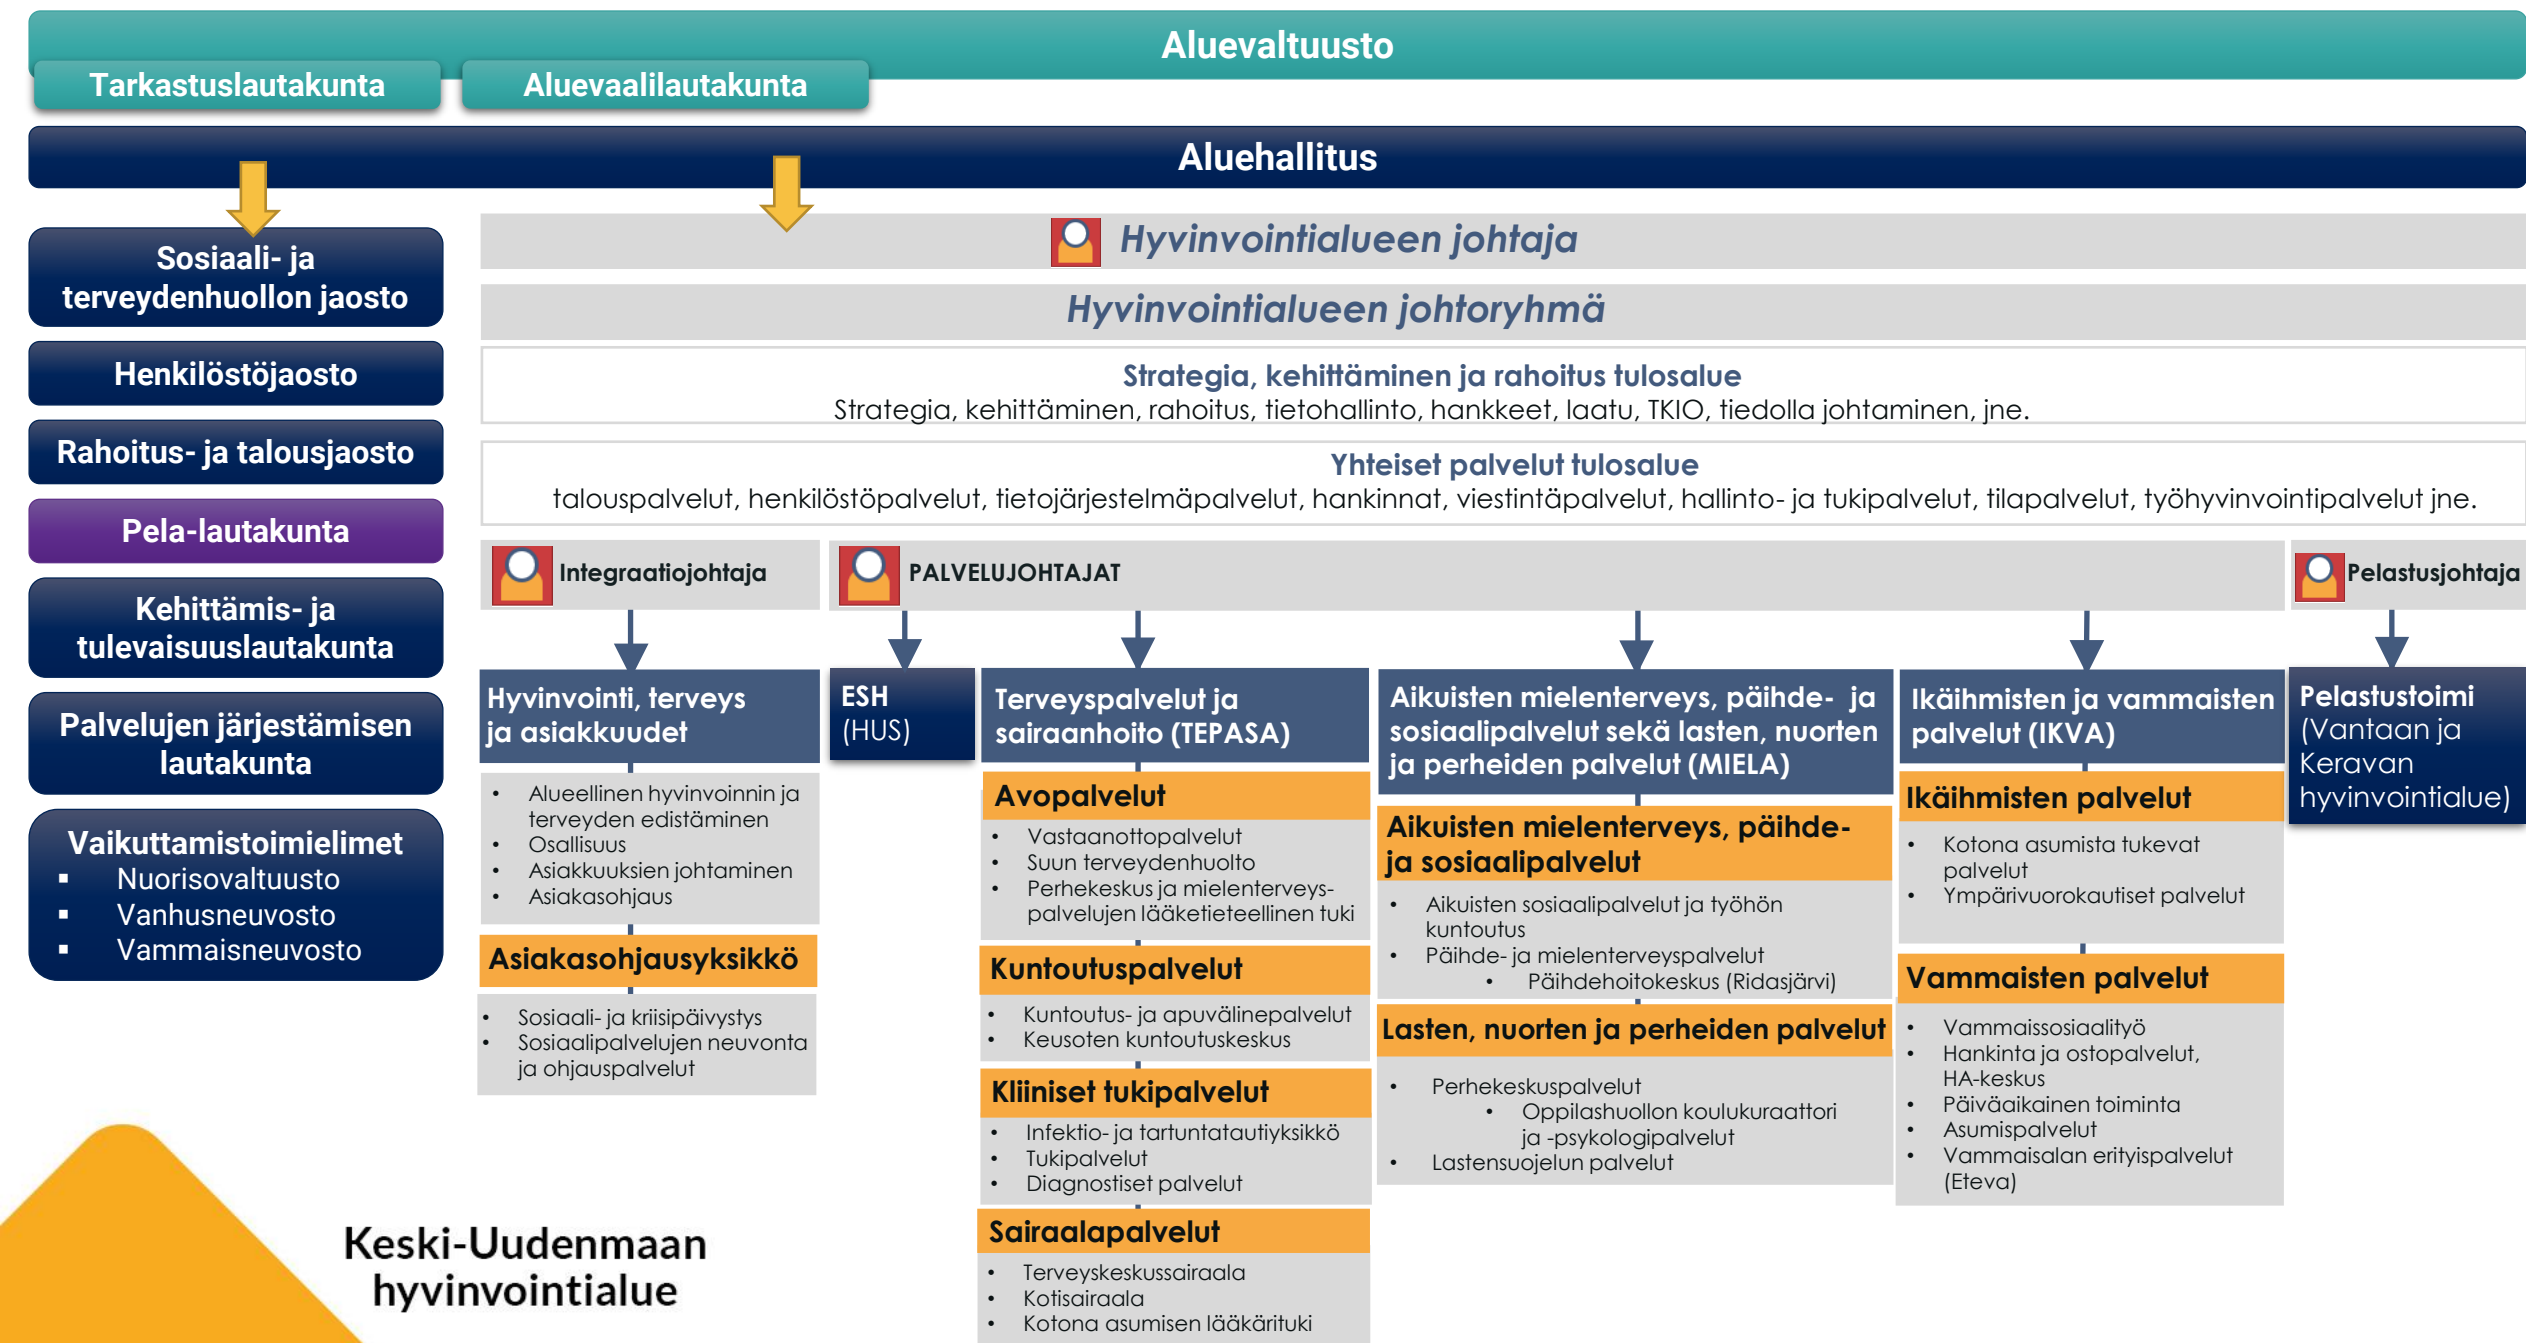 Aluevaltuusto
Tarkastuslautakunta
Aluevaalilautakunta
Aluehallitus
Sosiaali- ja
terveydenhuollon jaosto
Henkilöstöjaosto
Rahoitus- ja talousjaosto
Pela-lautakunta
Kehittämis- ja
tulevaisuuslautakunta
Palvelujen järjestämisen
lautakunta
Vaikuttamistoimielimet
▪ Nuorisovaltuusto
▪ Vanhusneuvosto
▪ Vammaisneuvosto
Hyvinvointialueen johtaja
Hyvinvointialueen johtoryhmä
Strategia, kehittäminen ja rahoitus tulosalue
Strategia, kehittäminen, rahoitus, tietohallinto, hankkeet, laatu, TKIO, tiedolla johtaminen, jne.
Yhteiset palvelut tulosalue
talouspalvelut, henkilöstöpalvelut, tietojärjestelmäpalvelut, hankinnat, viestintäpalvelut, hallinto- ja tukipalvelut, tilapalvelut, työhyvinvointipalvelut jne.
Integraatiojohtaja
PALVELUJOHTAJAT
Pelastusjohtaja
Hyvinvointi, terveys
ja asiakkuudet
• Alueellinen hyvinvoinnin ja
terveyden edistäminen
• Osallisuus
• Asiakkuuksien johtaminen
• Asiakasohjaus
Asiakasohjausyksikkö
• Sosiaali- ja kriisipäivystys
• Sosiaalipalvelujen neuvonta
ja ohjauspalvelut
ESH
(HUS)
Terveyspalvelut ja
sairaanhoito (TEPASA)
Avopalvelut
• Vastaanottopalvelut
• Suun terveydenhuolto
• Perhekeskus ja mielenterveys-
palvelujen lääketieteellinen tuki
Kuntoutuspalvelut
• Kuntoutus- ja apuvälinepalvelut
• Keusoten kuntoutuskeskus
Kliiniset tukipalvelut
• Infektio- ja tartuntatautiyksikkö
• Tukipalvelut
• Diagnostiset palvelut
Sairaalapalvelut
• Terveyskeskussairaala
• Kotisairaala
• Kotona asumisen lääkärituki
Aikuisten mielenterveys, päihde- ja
sosiaalipalvelut sekä lasten, nuorten
ja perheiden palvelut (MIELA)
Aikuisten mielenterveys, päihde-
ja sosiaalipalvelut
• Aikuisten sosiaalipalvelut ja työhön
kuntoutus
• Päihde- ja mielenterveyspalvelut
• Päihdehoitokeskus (Ridasjärvi)
Lasten, nuorten ja perheiden palvelut
• Perhekeskuspalvelut
• Oppilashuollon koulukuraattori
ja -psykologipalvelut
• Lastensuojelun palvelut
Ikäihmisten ja vammaisten
palvelut (IKVA)
Ikäihmisten palvelut
• Kotona asumista tukevat
palvelut
• Ympärivuorokautiset palvelut
Vammaisten palvelut
• Vammaissosiaalityö
• Hankinta ja ostopalvelut,
HA-keskus
• Päiväaikainen toiminta
• Asumispalvelut
• Vammaisalan erityispalvelut
(Eteva)
Pelastustoimi
(Vantaan ja
Keravan
hyvinvointialue)
Keski-Uudenmaan
hyvinvointialue